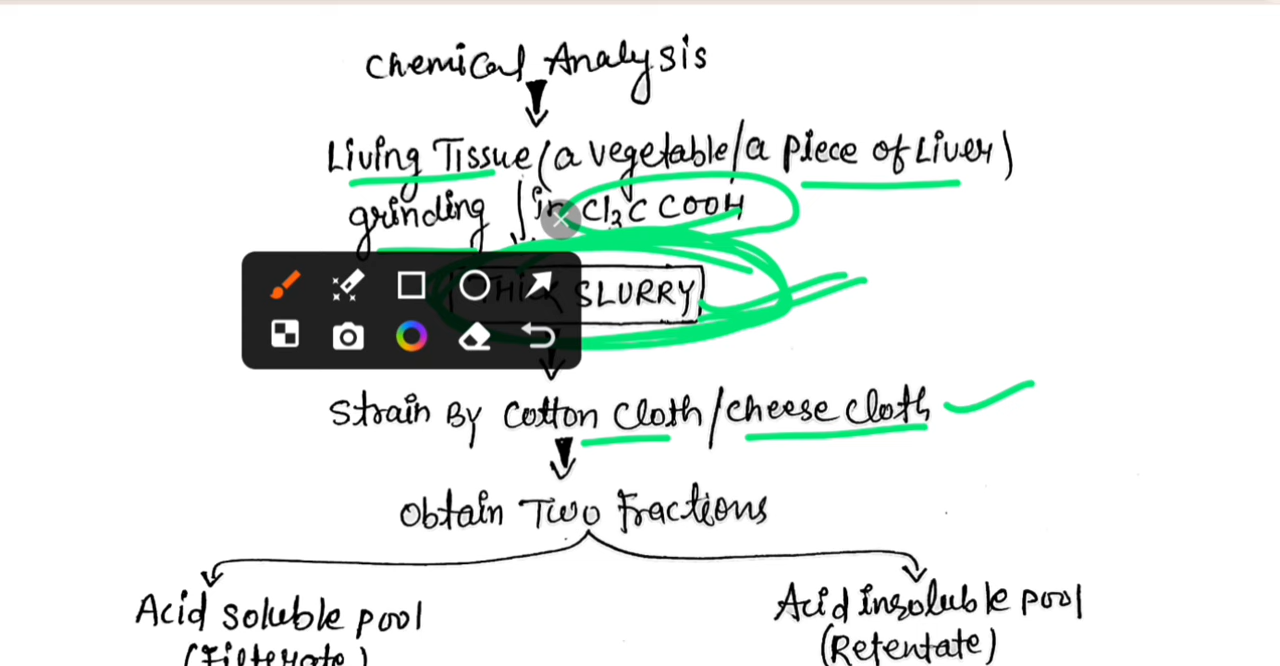 Chemical Analysis
Living Tissue (a vegetable/a piece of Liver)
grinding in Cl3C COOH
SLURRY
Strain By Cotton Cloth/cheese cloth
Obtain Two Fractions
Acid soluble pool Acid insoluble pool
(Retentate)